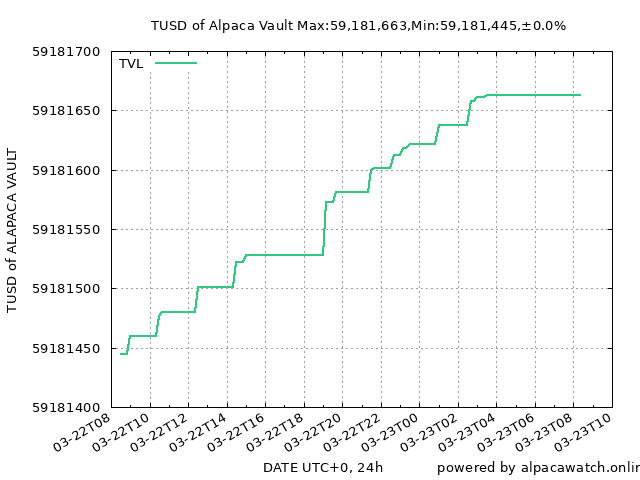 TUSD of Alpaca Vault Max:59,181,663,Min:59,181,445,±0.0%
TVL
59181700
59181650
59181600
59181550
59181500
59181450
59181400
TUSD of ALAPACA VAULT
03-22T08
03-22T10
03-22T12
03-22T14
03-22T16
03-22T18
03-22T20
03-22T22
03-23T00
03-23T02
03-23T04
03-23T06
03-23T08
03-23T10
DATE UTC+0, 24h
powered by alpacawatch.onlin